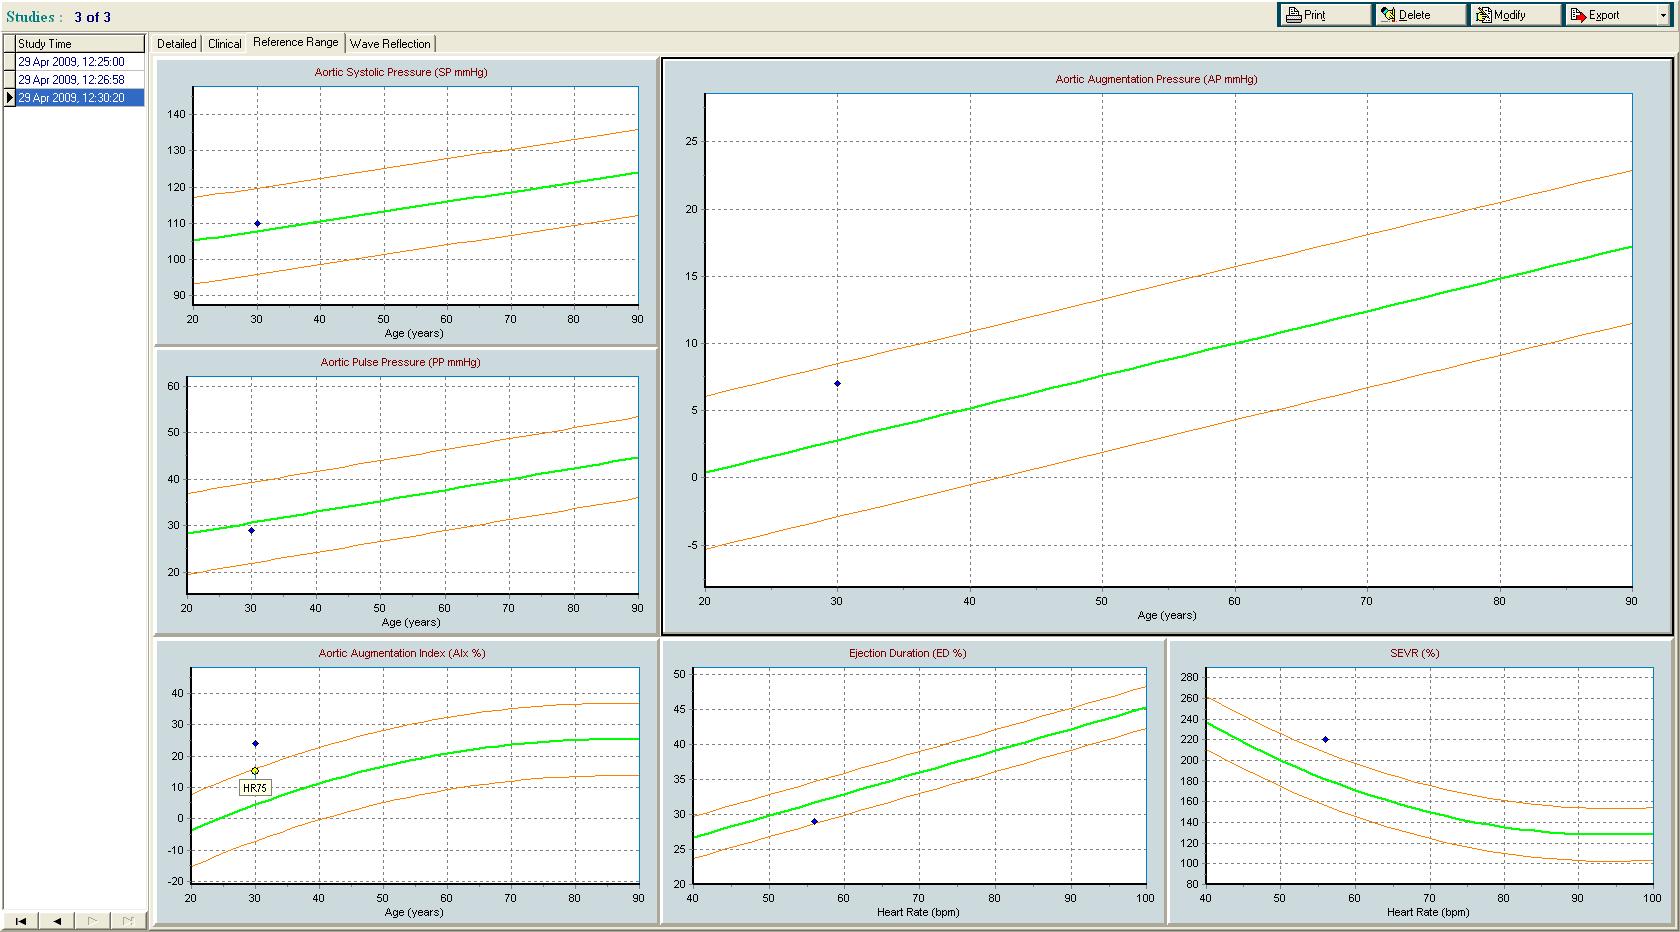 Studies : 3 of 3
Print Delete Modify Export
Study Time
29 Apr 2009, 12:25:00
29 Apr 2009, 12:26:58
29 Apr 2009, 12:30:20
Detailed Clinical Reference Range Wave Reflection
Aortic Systolic Pressure (SP mmHg)
140
130
120
110
100
90
20 30 40 50 60 70 80 90
Age (years)
Aortic Pulse Pressure (PP mmHg)
60
50
40
30
20
20 30 40 50 60 70 80 90
Age (years)
Aortic Augmentation Pressure (AP mmHg)
25
20
15
10
5
0
-5
20 30 40 50 60 70 80 90
Age (years)
Aortic Augmentation Index (AIx %)
40
30
20
10
0
-10
-20
HR75
20 30 40 50 60 70 80 90
Age (years)
Ejection Duration (ED %)
50
45
40
35
30
25
20
40 50 60 70 80 90 100
Heart Rate (bpm)
SEVR (%)
280
260
240
220
200
180
160
140
120
100
80
40 50 60 70 80 90 100
Heart Rate (bpm)